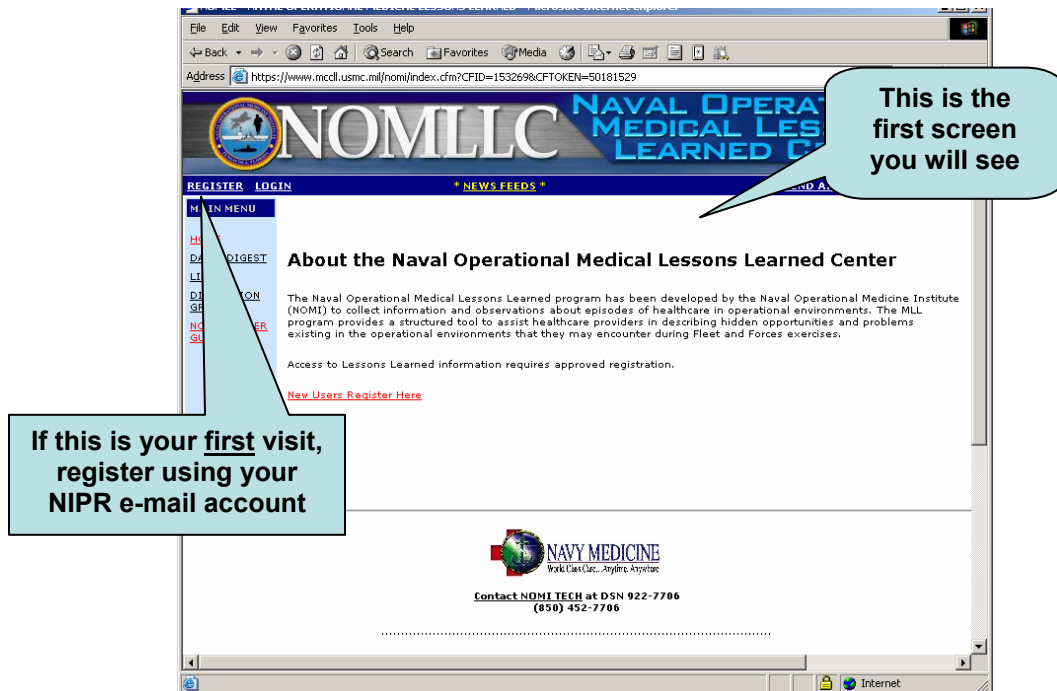 File Edit View Favorites Tools Help
Back Search Favorites Media
Address https://www.mccll.usmc.mil/nomi/index.cfm?CFID=153269&CFTOKEN=50181529
NOMLLC
NAVAL
MEDICAL
LEARNED
This is the
first screen
you will see
REGISTER LOGIN * NEWS FEEDS *
MAIN MENU
DIGEST
About the Naval Operational Medical Lessons Learned Center
The Naval Operational Medical Lessons Learned program has been developed by the Naval Operational Medicine Institute
(NOMI) to collect information and observations about episodes of healthcare in operational environments. The MLL
program provides a structured tool to assist healthcare providers in describing hidden opportunities and problems
existing in the operational environments that they may encounter during Fleet and Forces exercises.
Access to Lessons Learned information requires approved registration.
New Users Register Here
If this is your first visit,
register using your
NIPR e-mail account
NAVY MEDICINE
World Class Care...Anytime, Anywhere
Contact NOMI TECH at DSN 922-7706
(850) 452-7706
Internet